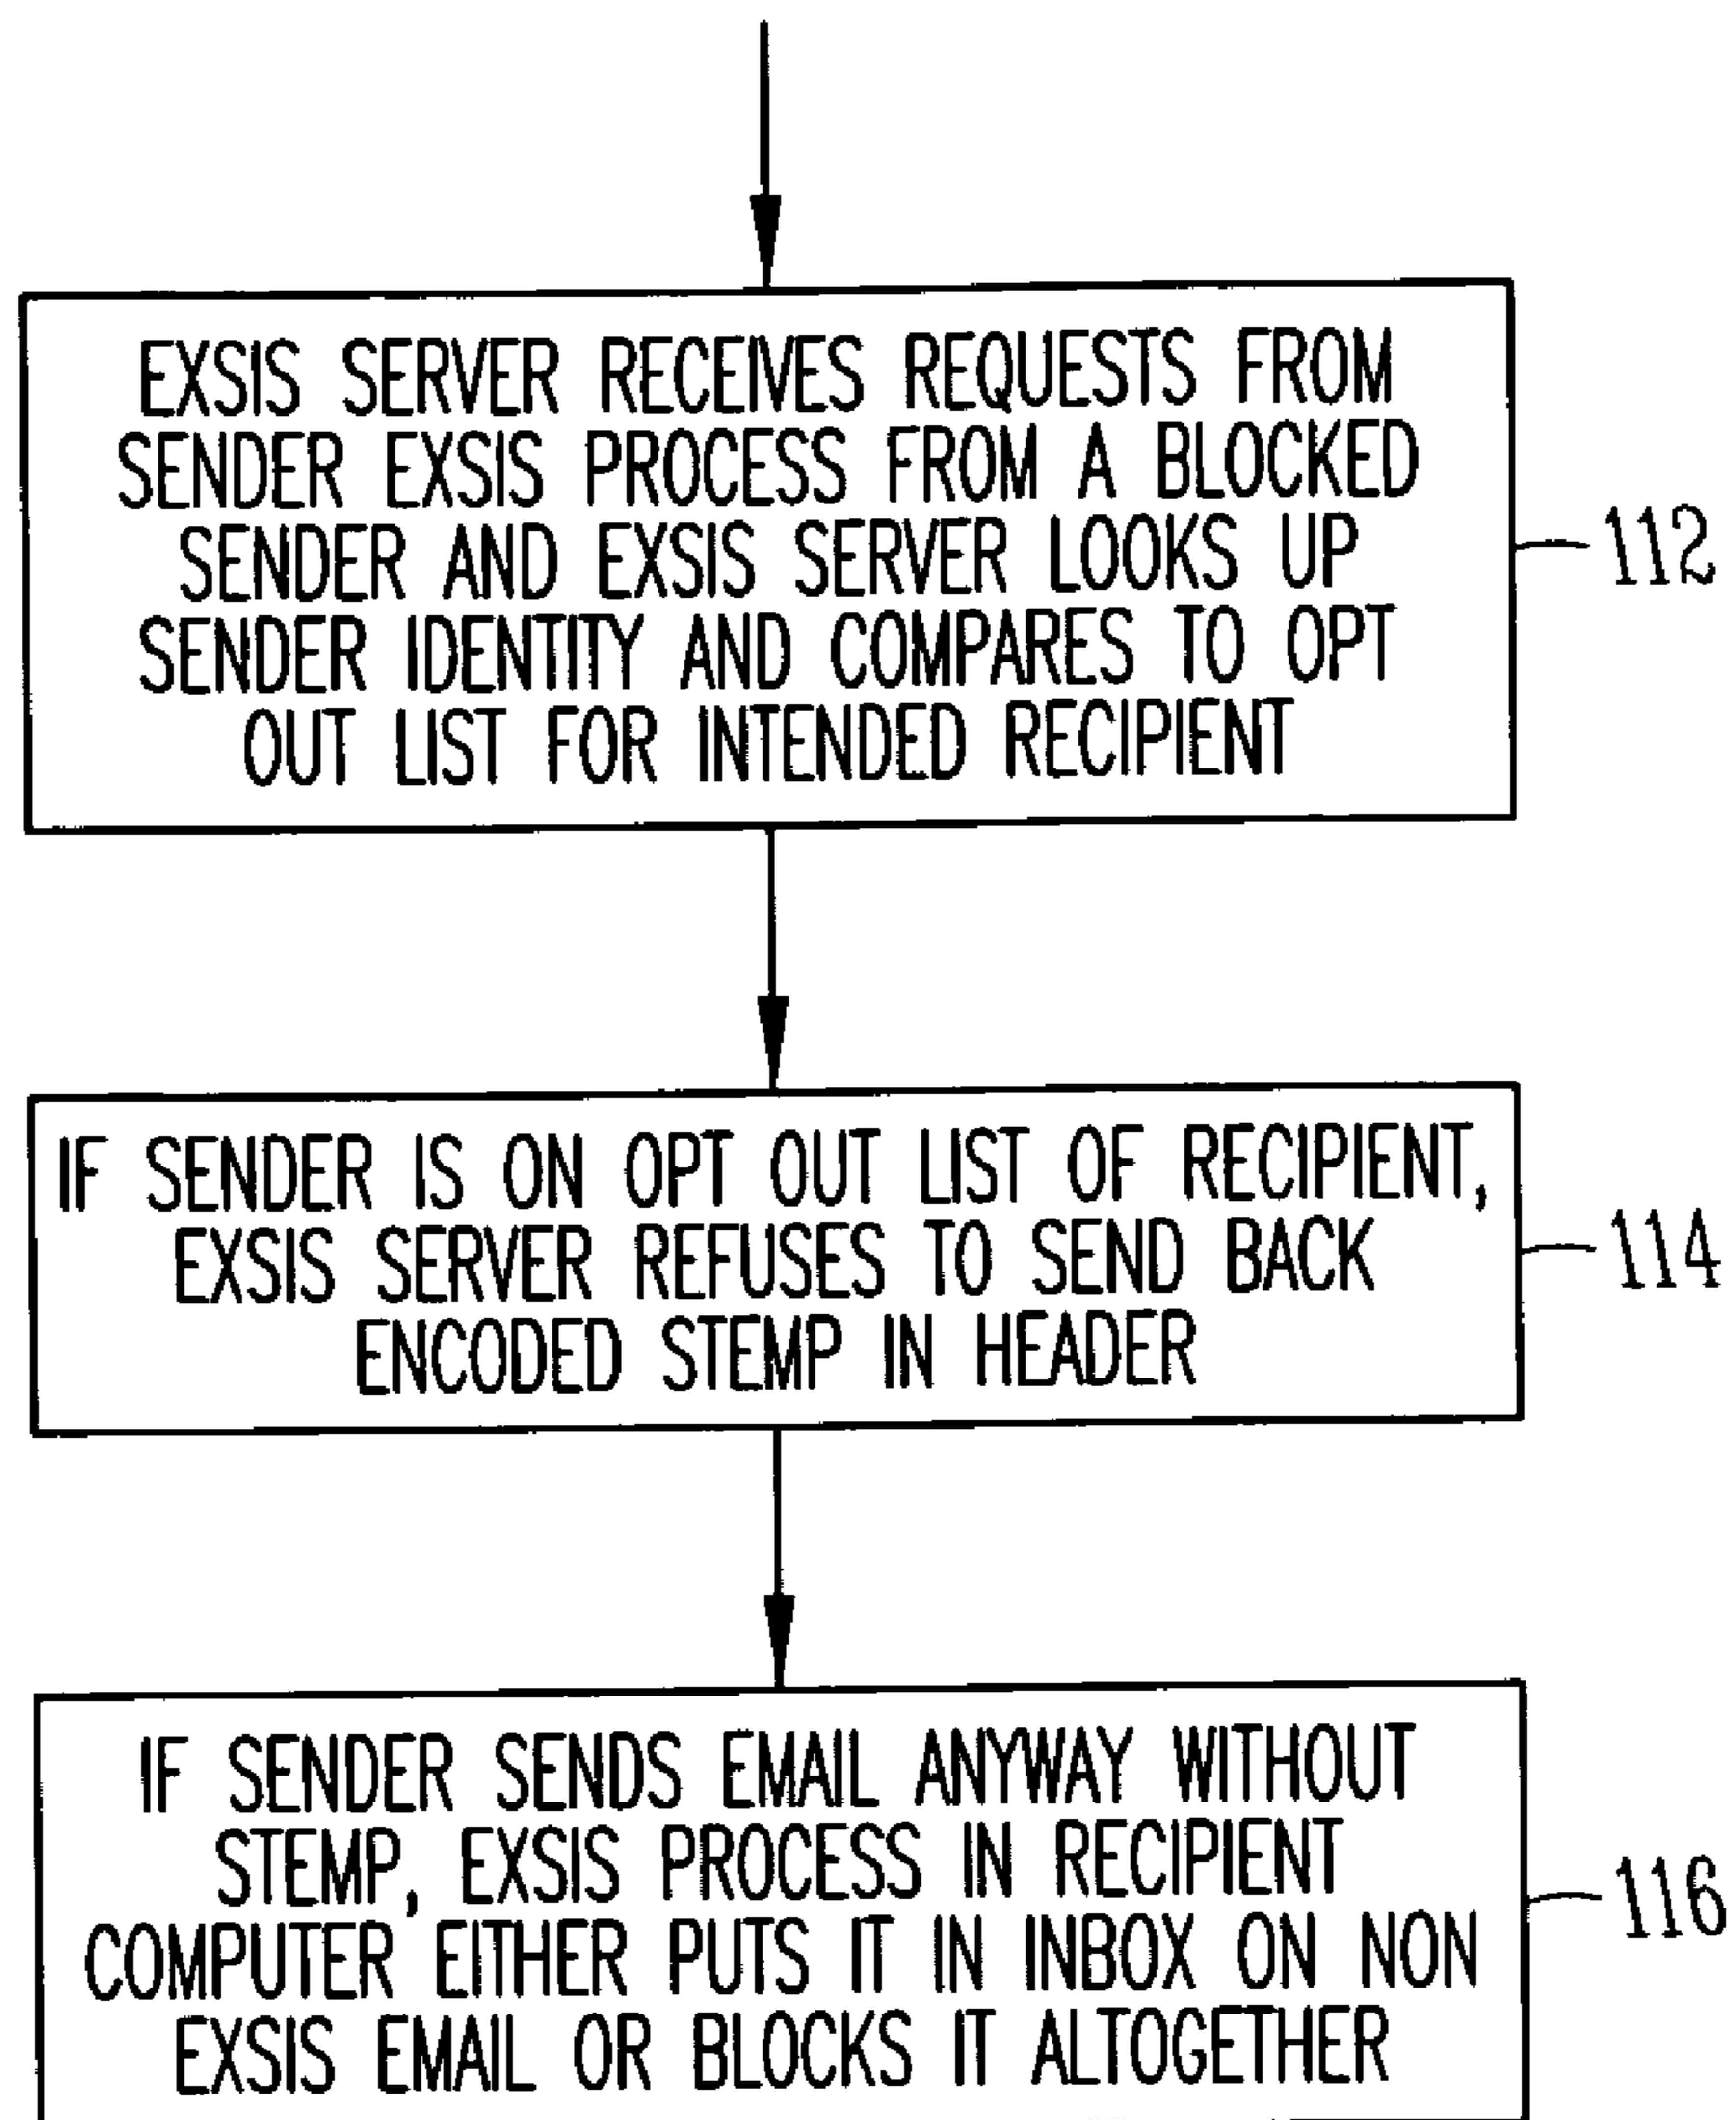 EXSIS SERVER RECEIVES REQUESTS FROM
SENDER EXSIS PROCESS FROM A BLOCKED
SENDER AND EXSIS SERVER LOOKS UP
SENDER IDENTITY AND COMPARES TO OPT
OUT LIST FOR INTENDED RECIPIENT
112
IF SENDER IS ON OPT OUT LIST OF RECIPIENT,
EXSIS SERVER REFUSES TO SEND BACK
ENCODED STEMP IN HEADER
114
IF SENDER SENDS EMAIL ANYWAY WITHOUT
STEMP, EXSIS PROCESS IN RECIPIENT
COMPUTER EITHER PUTS IT IN INBOX ON NON
EXSIS EMAIL OR BLOCKS IT ALTOGETHER
116